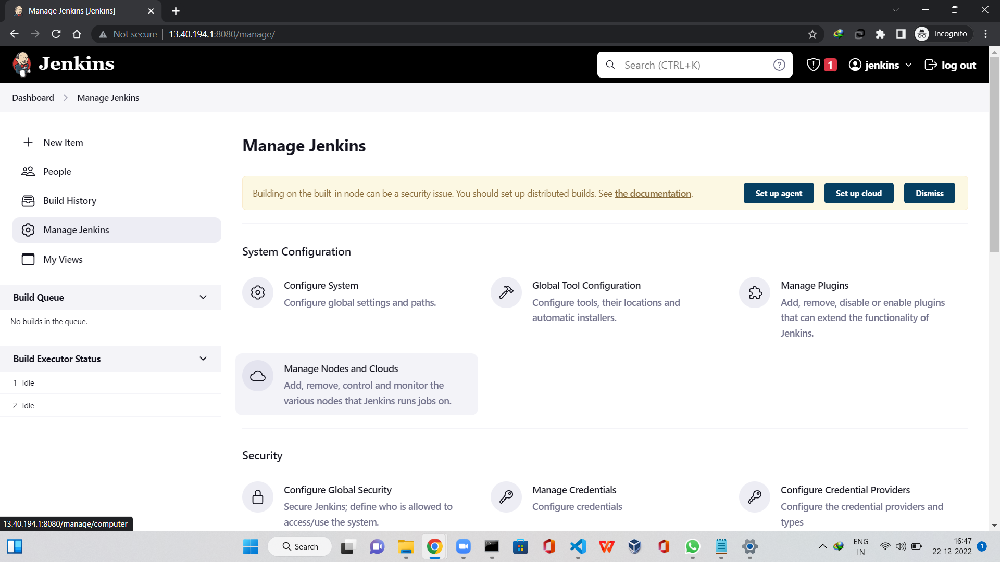 Manage Jenkins [Jenkins]
Not secure
13.40.194.1:8080/manage/
Incognito
Jenkins
Search (CTRL+K)
1
jenkins
log out
Dashboard
Manage Jenkins
New Item
People
Build History
Manage Jenkins
My Views
Build Queue
No builds in the queue.
Build Executor Status
1 Idle
2 Idle
Manage Jenkins
Building on the built-in node can be a security issue. You should set up distributed builds. See the documentation.
Set up agent
Set up cloud
Dismiss
System Configuration
Configure System
Configure global settings and paths.
Global Tool Configuration
Configure tools, their locations and
automatic installers.
Manage Plugins
Add, remove, disable or enable plugins
that can extend the functionality of
Jenkins.
Manage Nodes and Clouds
Add, remove, control and monitor the
various nodes that Jenkins runs jobs on.
Security
Configure Global Security
Secure Jenkins; define who is allowed to
access/use the system.
Manage Credentials
Configure credentials
Configure Credential Providers
Configure the credential providers and
types
13.40.194.1:8080/manage/computer
Search
ENG
IN
16:47
22-12-2022
1